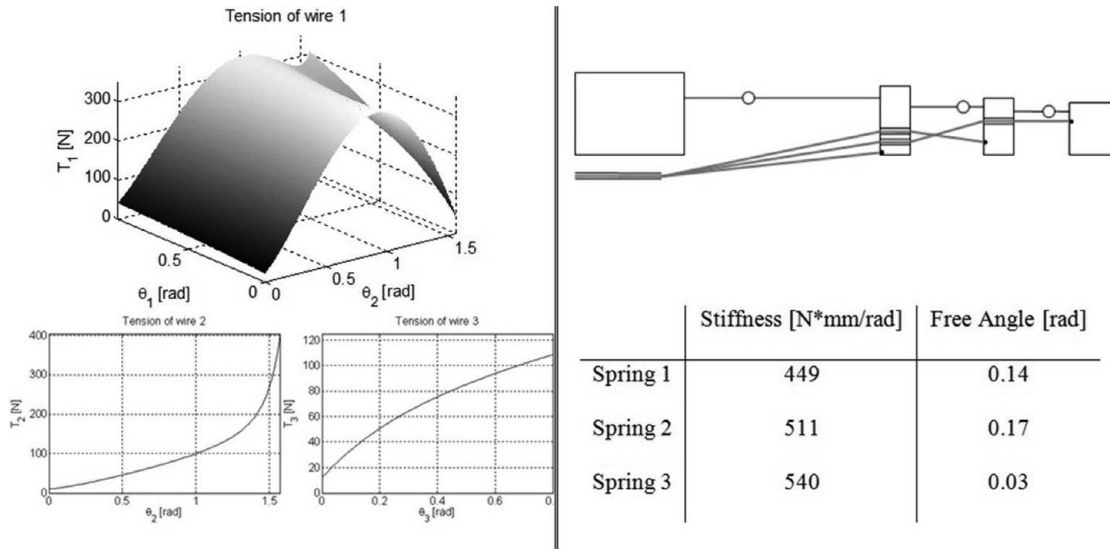 Tension of wire 1
300
200
100
0
T1 [N]
0.5
0
θ1 [rad]
0
0.5
1
1.5
θ2 [rad]
Tension of wire 2
400
300
200
100
0
T2 [N]
0
0.5
1
1.5
θ2 [rad]
Tension of wire 3
120
100
80
60
40
20
0
T3 [N]
0
0.2
0.4
0.6
θ3 [rad]
Stiffness [N*mm/rad] Free Angle [rad]
Spring 1 449 0.14
Spring 2 511 0.17
Spring 3 540 0.03